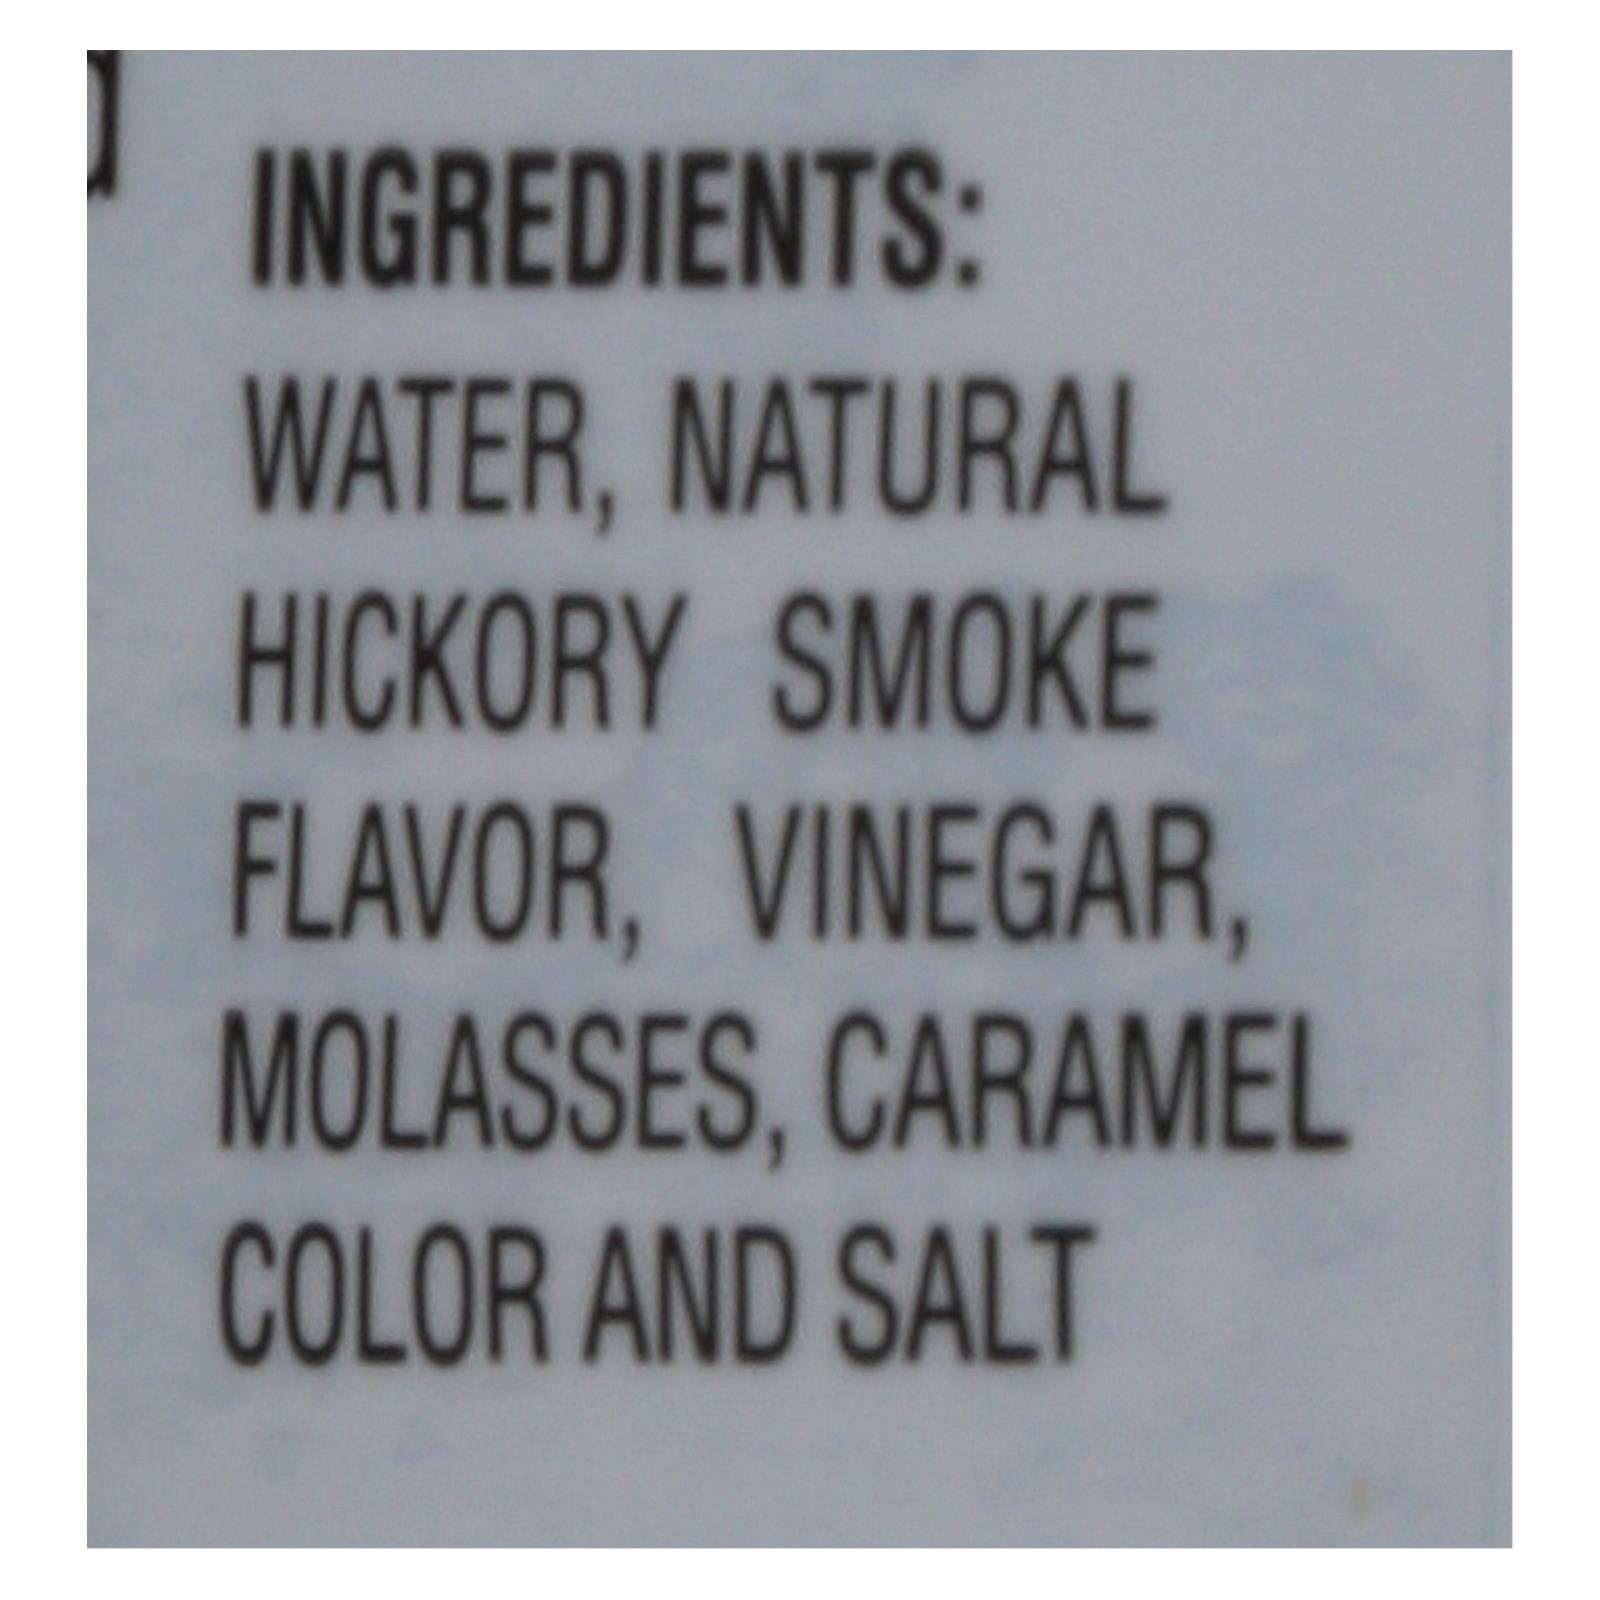 INGREDIENTS:
WATER, NATURAL
HICKORY SMOKE
FLAVOR, VINEGAR,
MOLASSES, CARAMEL
COLOR AND SALT